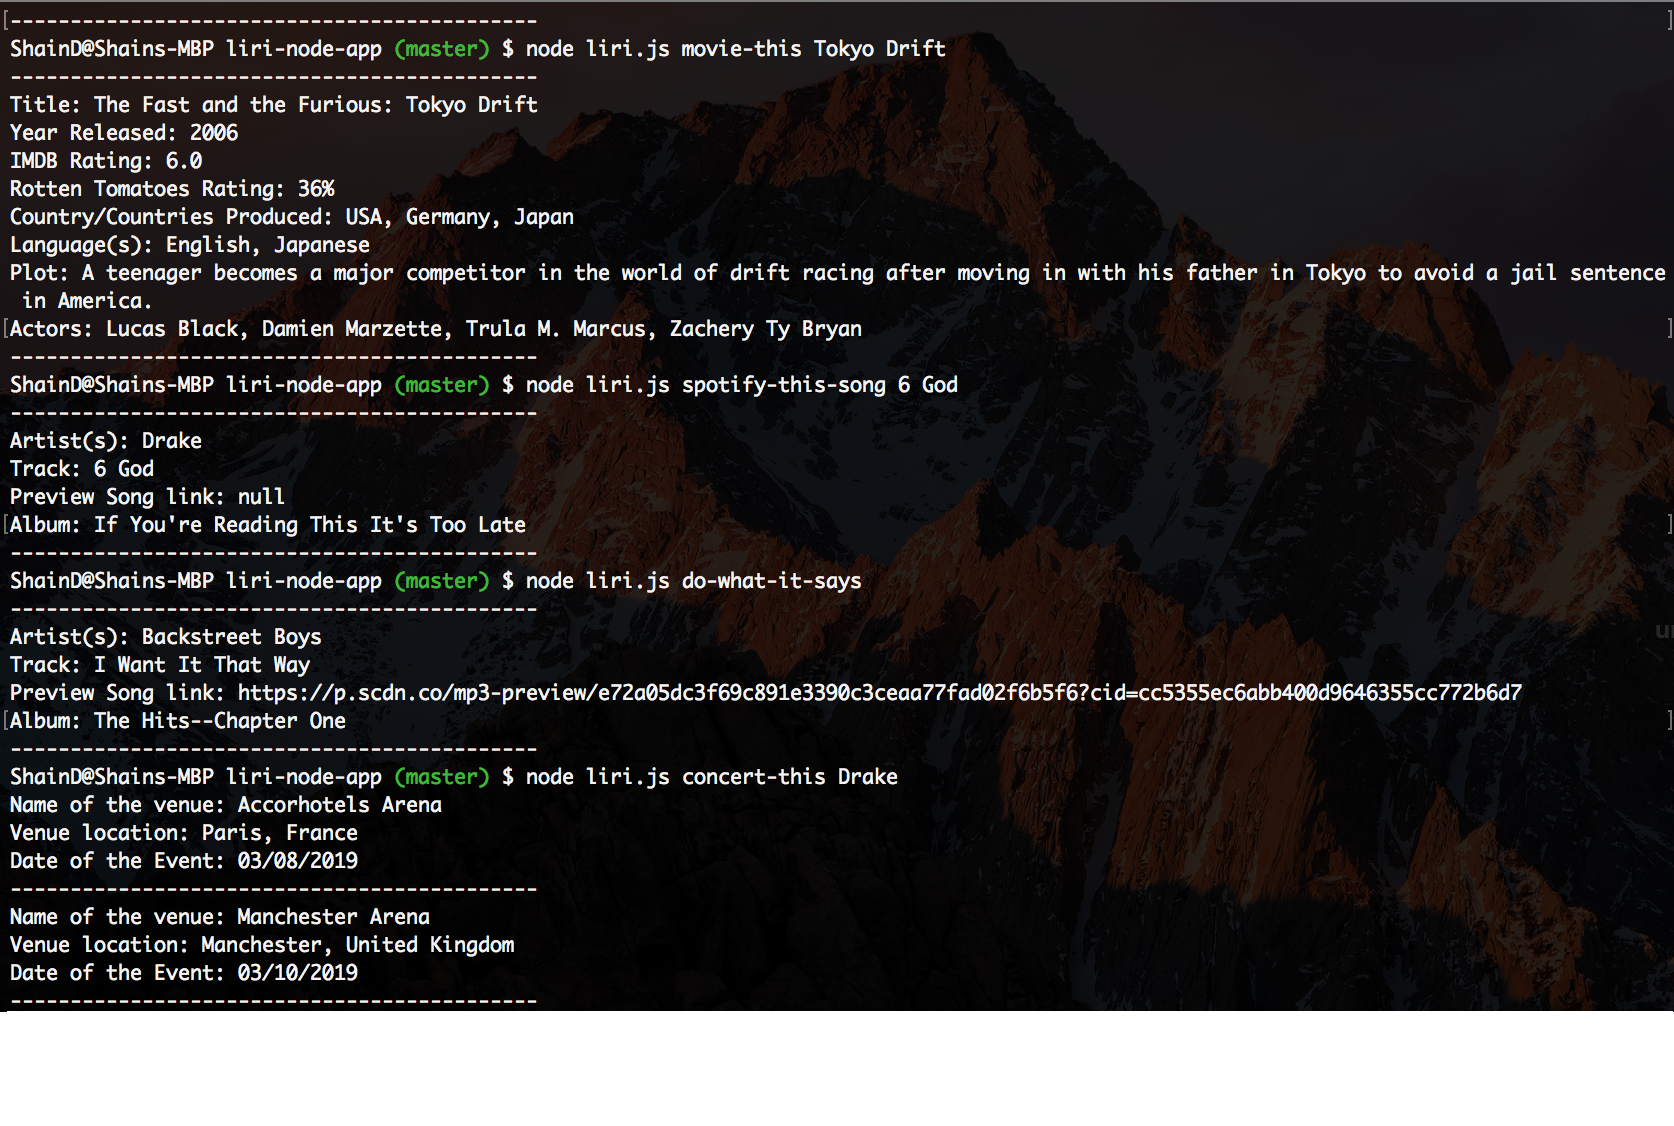 [--------------------------------------------]
ShainD@Shains-MBP liri-node-app (master) $ node liri.js movie-this Tokyo Drift
--------------------------------------------
Title: The Fast and the Furious: Tokyo Drift
Year Released: 2006
IMDB Rating: 6.0
Rotten Tomatoes Rating: 36%
Country/Countries Produced: USA, Germany, Japan
Language(s): English, Japanese
Plot: A teenager becomes a major competitor in the world of drift racing after moving in with his father in Tokyo to avoid a jail sentence
 in America.
[Actors: Lucas Black, Damien Marzette, Trula M. Marcus, Zachery Ty Bryan ]
--------------------------------------------
ShainD@Shains-MBP liri-node-app (master) $ node liri.js spotify-this-song 6 God
--------------------------------------------
Artist(s): Drake
Track: 6 God
Preview Song link: null
[Album: If You're Reading This It's Too Late ]
--------------------------------------------
ShainD@Shains-MBP liri-node-app (master) $ node liri.js do-what-it-says
--------------------------------------------
Artist(s): Backstreet Boys
Track: I Want It That Way
Preview Song link: https://p.scdn.co/mp3-preview/e72a05dc3f69c891e3390c3ceaa77fad02f6b5f6?cid=cc5355ec6abb400d9646355cc772b6d7
[Album: The Hits--Chapter One ]
--------------------------------------------
ShainD@Shains-MBP liri-node-app (master) $ node liri.js concert-this Drake
Name of the venue: Accorhotels Arena
Venue location: Paris, France
Date of the Event: 03/08/2019
--------------------------------------------
Name of the venue: Manchester Arena
Venue location: Manchester, United Kingdom
Date of the Event: 03/10/2019
--------------------------------------------